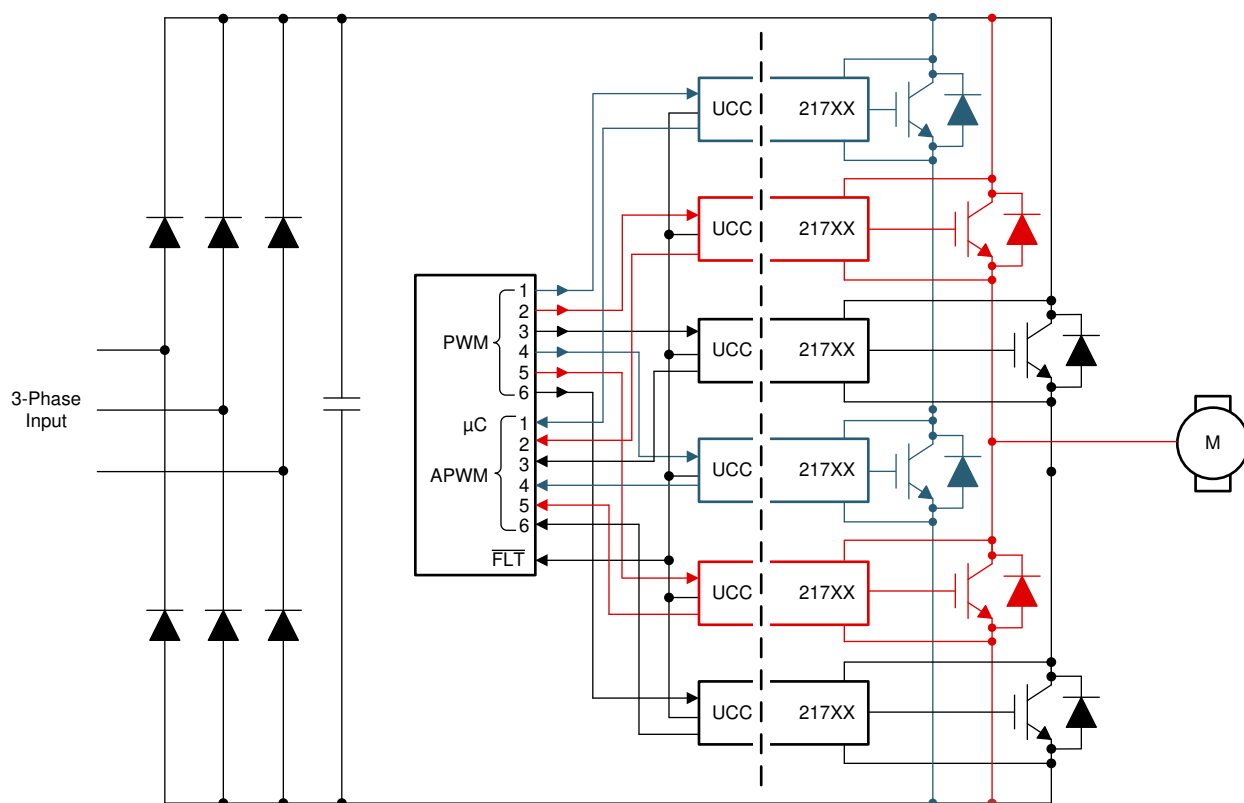 3-Phase
Input
PWM
1
2
3
4
5
6
µC
APWM
1
2
3
4
5
6
FLT
UCC 217XX
UCC 217XX
UCC 217XX
UCC 217XX
UCC 217XX
UCC 217XX
M